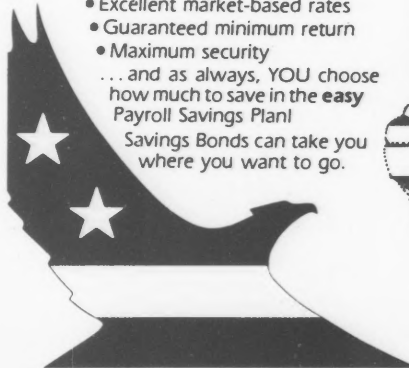 • Excellent market-based rates
• Guaranteed minimum return
• Maximum security
... and as always, YOU choose
how much to save in the easy
Payroll Savings Plan!
Savings Bonds can take you
where you want to go.